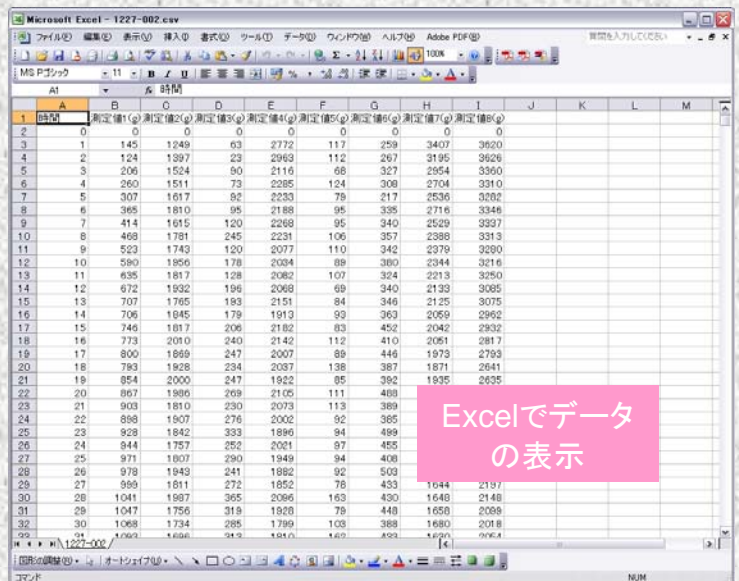 Microsoft Excel - 1227-002.csv
ファイル(F) 編集(E) 表示(V) 挿入(I) 書式(O) ツール(T) データ(D) ウィンドウ(W) ヘルプ(H) Adobe PDF(B) 質問を入力してください
100%
MS Pゴシック 11 B I U
A1 fx 時間
A B C D E F G H I J K L M
1 時間 測定値1(g) 測定値2(g) 測定値3(g) 測定値4(g) 測定値5(g) 測定値6(g) 測定値7(g) 測定値8(g)
2 0 0 0 0 0 0 0 0 0
3 1 145 1249 63 2772 117 259 3407 3620
4 2 124 1397 23 2963 112 267 3195 3626
5 3 206 1524 90 2116 68 327 2954 3360
6 4 260 1511 73 2285 124 308 2704 3310
7 5 307 1617 92 2233 79 217 2536 3282
8 6 365 1810 95 2188 95 335 2716 3346
9 7 414 1615 120 2268 95 340 2529 3337
10 8 468 1781 245 2231 106 357 2388 3313
11 9 523 1743 120 2077 110 342 2379 3280
12 10 590 1956 178 2034 89 380 2344 3216
13 11 635 1817 128 2082 107 324 2213 3250
14 12 672 1932 196 2068 69 340 2133 3085
15 13 707 1765 193 2151 84 346 2125 3075
16 14 706 1845 179 1913 93 363 2059 2962
17 15 746 1817 206 2182 83 452 2042 2932
18 16 773 2010 240 2142 112 410 2051 2817
19 17 800 1869 247 2007 89 446 1973 2793
20 18 793 1928 234 2037 138 387 1871 2641
21 19 854 2000 247 1922 85 392 1935 2635
22 20 867 1986 269 2105 111 488
23 21 903 1810 230 2073 113 389
24 22 898 1907 276 2002 92 365
25 23 928 1842 333 1896 94 499
26 24 944 1757 252 2021 97 455
27 25 971 1807 290 1949 94 408
28 26 978 1943 241 1882 92 503
29 27 999 1811 272 1852 78 433 1644 2197
30 28 1041 1987 365 2096 163 430 1648 2148
31 29 1047 1756 319 1928 79 448 1658 2099
32 30 1068 1734 285 1799 103 388 1680 2018
Excelでデータ
の表示
1227-002
図形の調整(R) オートシェイプ(U)
コマンド NUM